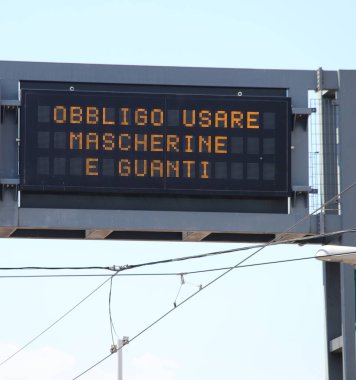 OBBLIGO USARE
MASCHERINE
E GUANTI